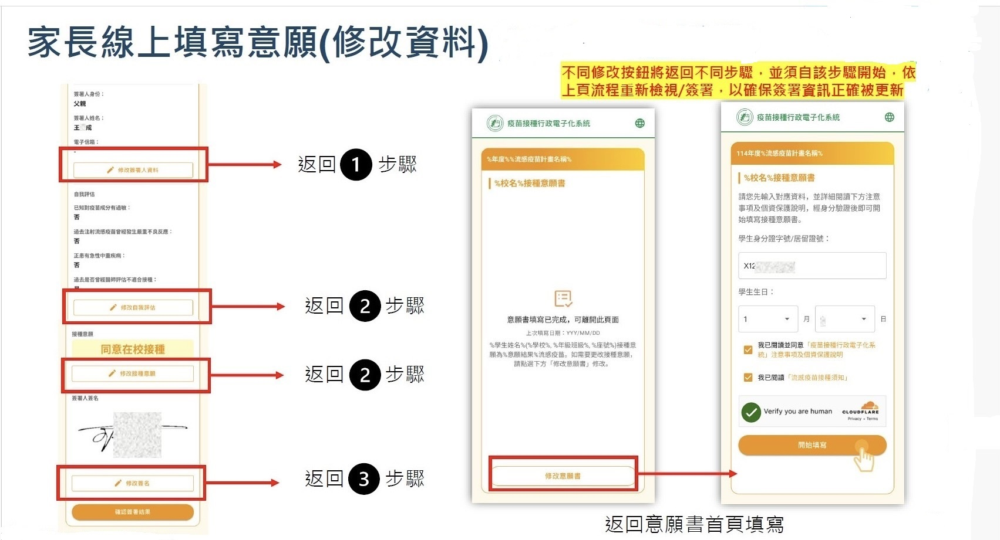 家長線上填寫意願(修改資料)
不同修改按鈕將返回不同步驟，並須自該步驟開始，依
上頁流程重新檢視/簽署，以確保簽署資訊正確被更新
簽署人身份：
父親
簽署人姓名：
王 成
電子信箱：
-
修改簽署人資料
返回 1 步驟
自我評估
已知對疫苗成分有過敏：
否
過去注射流感疫苗曾經發生嚴重不良反應：
否
正患有急性中重疾病：
否
過去是否曾經醫師評估不適合接種：
修改自我評估
返回 2 步驟
接種意願
同意在校接種
修改接種意願
返回 2 步驟
簽署人簽名
修改簽名
返回 3 步驟
確認簽署結果
疫苗接種行政電子化系統
%年度%%流感疫苗計畫名稱%
%校名%接種意願書
意願書填寫已完成，可離開此頁面
上次填寫日期：YYY/MM/DD
%學生姓名%(%學校%, %年級班級%, %座號%)接種意
願為%意願結果%流感疫苗。如需要更改接種意願，
請點選下方「修改意願書」修改。
修改意願書
疫苗接種行政電子化系統
114年度%流感疫苗計畫名稱%
%校名%接種意願書
請您先輸入對應資料，並詳細閱讀下方注意
事項及個資保護說明，經身分驗證後即可開
始填寫接種意願書。
學生身分證字號/居留證號：
X12
學生生日：
1 月 日
我已閱讀並同意「疫苗接種行政電子化系
統」注意事項及個資保護說明
我已閱讀「流感疫苗接種須知」
Verify you are human
CLOUDFLARE
Privacy • Terms
開始填寫
返回意願書首頁填寫